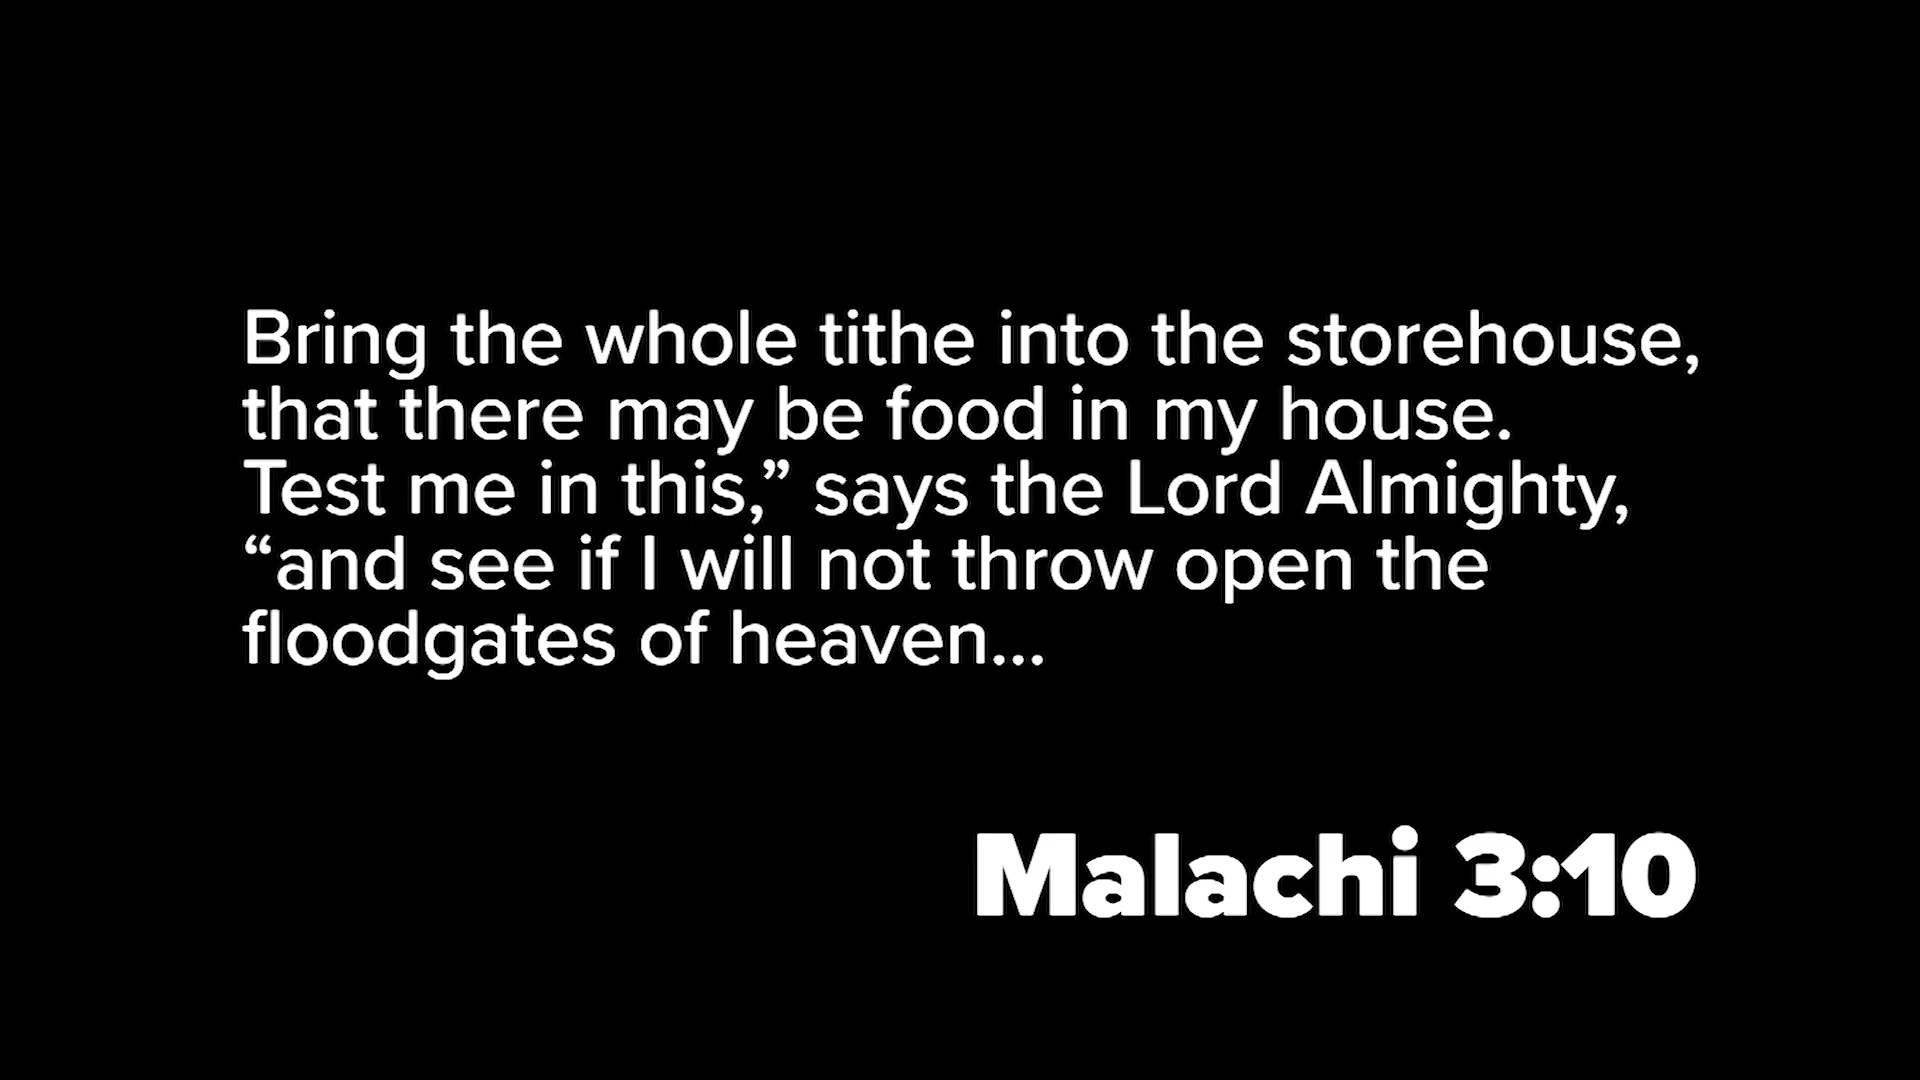 Bring the whole tithe into the storehouse,
that there may be food in my house.
Test me in this,” says the Lord Almighty,
“and see if I will not throw open the
floodgates of heaven...
Malachi 3:10